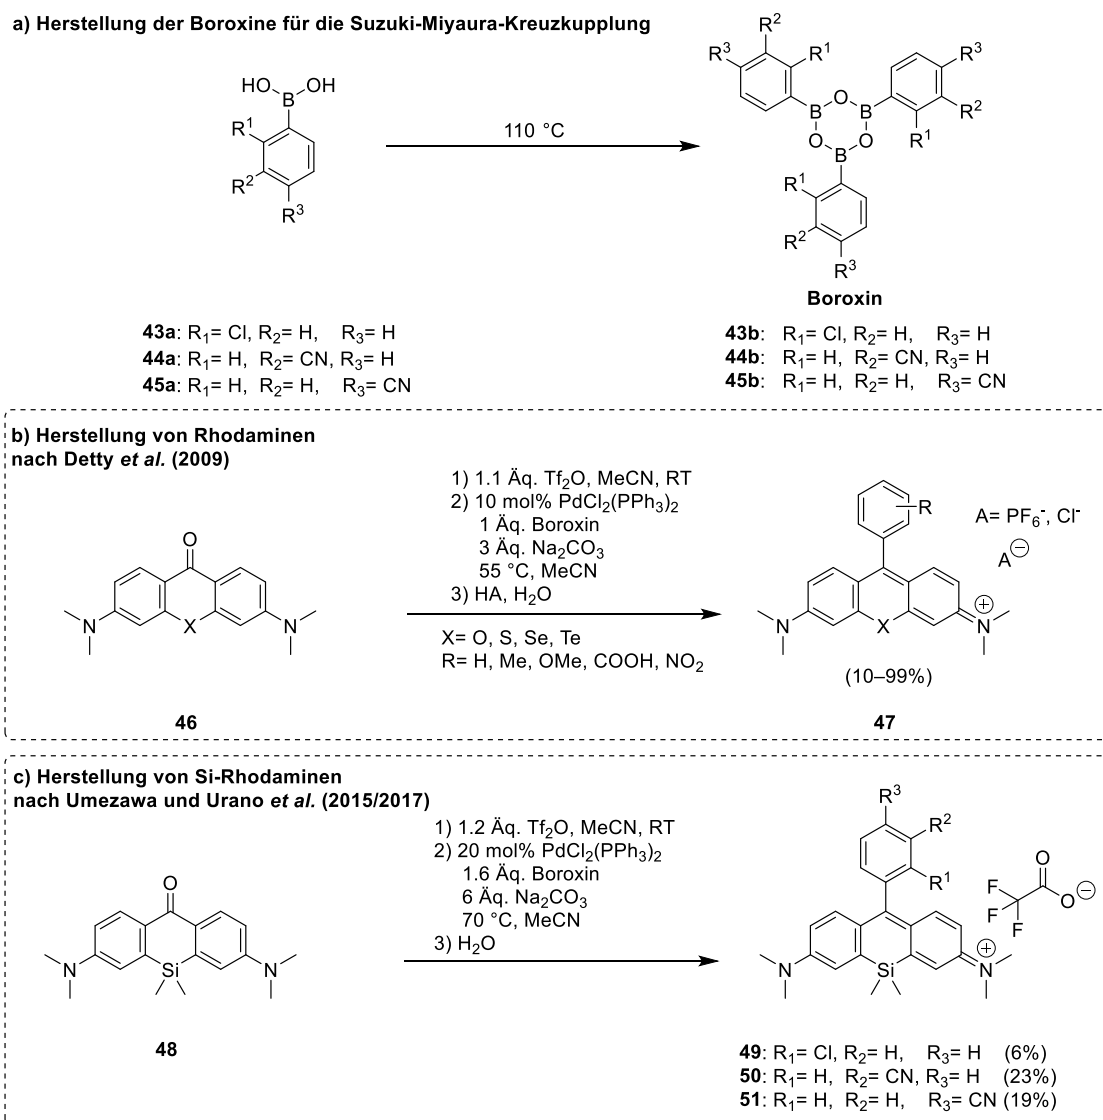 a) Herstellung der Boroxine für die Suzuki-Miyaura-Kreuzkupplung
HO OH
B
R¹
R²
R³
110 °C
R²
R³ R¹
R³
R²
R¹
B O B
O O
B
R¹
R²
R³
Boroxin
43a: R₁= Cl, R₂= H, R₃= H
44a: R₁= H, R₂= CN, R₃= H
45a: R₁= H, R₂= H, R₃= CN
43b: R₁= Cl, R₂= H, R₃= H
44b: R₁= H, R₂= CN, R₃= H
45b: R₁= H, R₂= H, R₃= CN
b) Herstellung von Rhodaminen
nach Detty et al. (2009)
O
N X N
46
1) 1.1 Äq. Tf₂O, MeCN, RT
2) 10 mol% PdCl₂(PPh₃)₂
1 Äq. Boroxin
3 Äq. Na₂CO₃
55 °C, MeCN
3) HA, H₂O
X= O, S, Se, Te
R= H, Me, OMe, COOH, NO₂
R
A= PF₆⁻, Cl⁻
A⊖
N X N⊕
(10–99%)
47
c) Herstellung von Si-Rhodaminen
nach Umezawa und Urano et al. (2015/2017)
O
N Si N
48
1) 1.2 Äq. Tf₂O, MeCN, RT
2) 20 mol% PdCl₂(PPh₃)₂
1.6 Äq. Boroxin
6 Äq. Na₂CO₃
70 °C, MeCN
3) H₂O
R³
R²
R¹
O
F O⊖
F
F
N Si N⊕
49: R₁= Cl, R₂= H, R₃= H (6%)
50: R₁= H, R₂= CN, R₃= H (23%)
51: R₁= H, R₂= H, R₃= CN (19%)